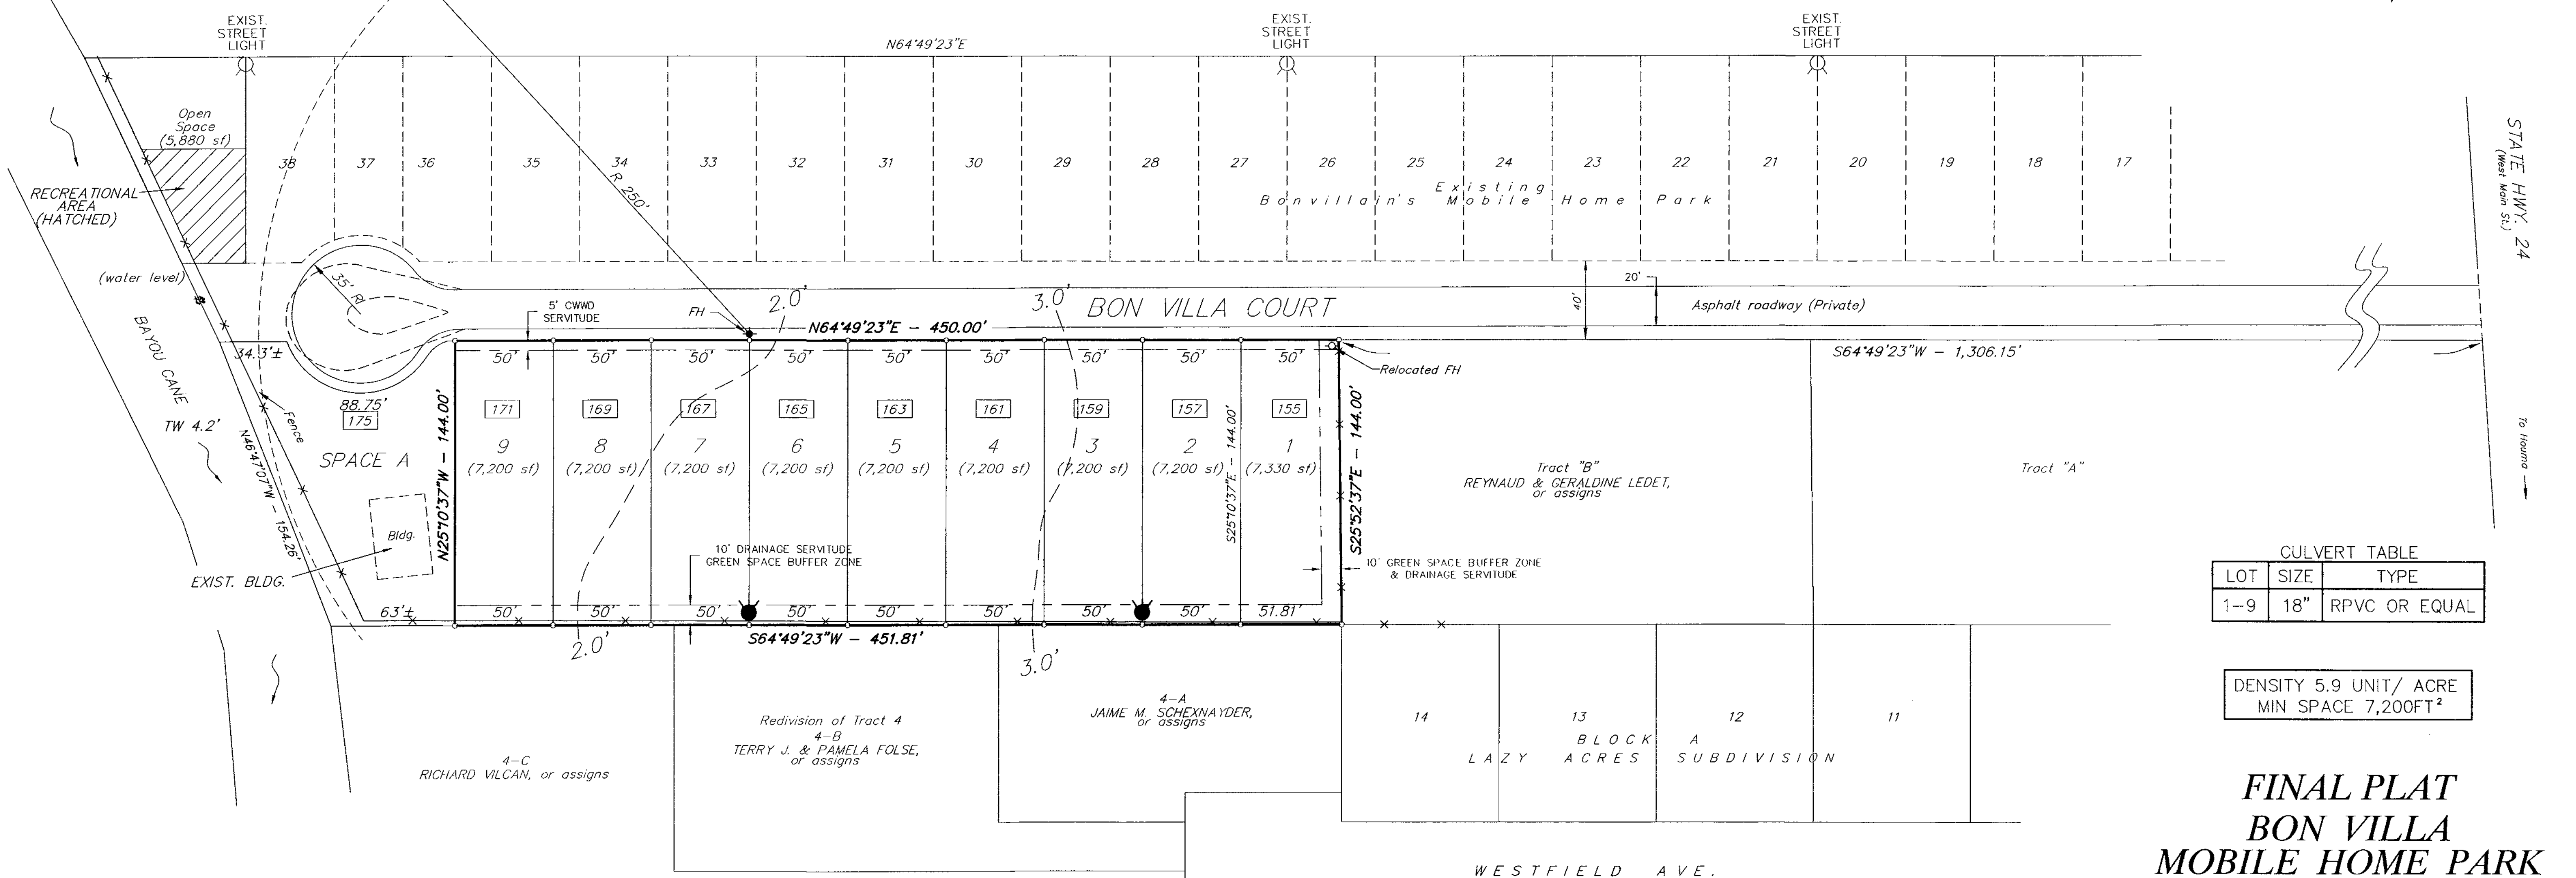 EXIST.
STREET
LIGHT
N64°49'23"E
EXIST.
STREET
LIGHT
EXIST.
STREET
LIGHT
Open
Space
(5,880 sf)
RECREATIONAL
AREA
(HATCHED)
38 37 36 35 34 33 32 31 30 29 28 27 26 25 24 23 22 21 20 19 18 17
R 250'
Existing
Bonvillain's Mobile Home Park
STATE HWY. 24
(West Main St.)
(water level)
35' R
5' CWWD
SERVITUDE
FH
2.0'
3.0'
BON VILLA COURT
40'
20'
Asphalt roadway (Private)
N64°49'23"E - 450.00'
S64°49'23"W - 1,306.15'
BAYOU CANE
34.3'±
50' 50' 50' 50' 50' 50' 50' 50' 50'
Relocated FH
TW 4.2'
Fence
88.75'
175
SPACE A
N46°47'07"W - 154.26'
N25°10'37"W - 144.00'
171 169 167 165 163 161 159 157 155
9 8 7 6 5 4 3 2 1
(7,200 sf) (7,200 sf) (7,200 sf) (7,200 sf) (7,200 sf) (7,200 sf) (7,200 sf) (7,200 sf) (7,330 sf)
S25°10'37"E - 144.00'
S25°52'37"E - 144.00'
Tract "B"
REYNAUD & GERALDINE LEDET,
or assigns
Tract "A"
To Houma
Bldg.
EXIST. BLDG.
10' DRAINAGE SERVITUDE
GREEN SPACE BUFFER ZONE
10' GREEN SPACE BUFFER ZONE
& DRAINAGE SERVITUDE
63'±
50' 50' 50' 50' 50' 50' 50' 50' 51.81'
S64°49'23"W - 451.81'
2.0'
3.0'
CULVERT TABLE
LOT SIZE TYPE
1-9 18" RPVC OR EQUAL
DENSITY 5.9 UNIT/ ACRE
MIN SPACE 7,200FT²
4-C
RICHARD VILCAN, or assigns
Redivision of Tract 4
4-B
TERRY J. & PAMELA FOLSE,
or assigns
4-A
JAIME M. SCHEXNAYDER,
or assigns
14 13 12 11
BLOCK A
LAZY ACRES SUBDIVISION
WESTFIELD AVE.
FINAL PLAT
BON VILLA
MOBILE HOME PARK